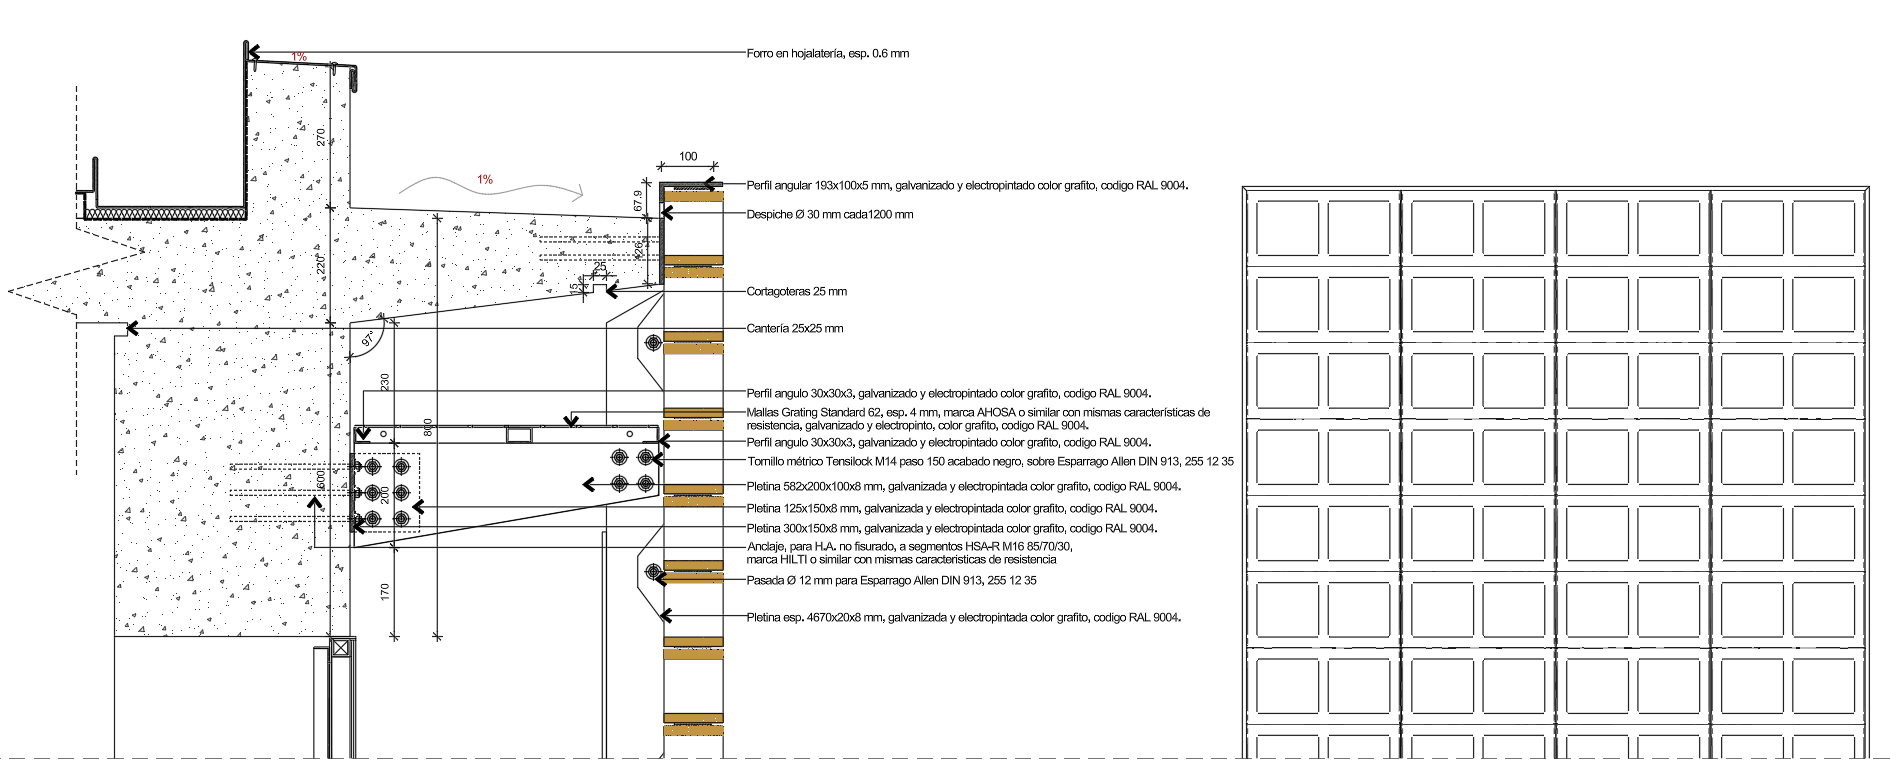 Forro en hojalatería, esp. 0.6 mm
1%
270
100
1%
Perfil angular 193x100x5 mm, galvanizado y electropintado color grafito, codigo RAL 9004.
67.9
Despiche Ø 30 mm cada1200 mm
220
25
15
Cortagoteras 25 mm
Cantería 25x25 mm
97°
230
Perfil angulo 30x30x3, galvanizado y electropintado color grafito, codigo RAL 9004.
Mallas Grating Standard 62, esp. 4 mm, marca AHOSA o similar con mismas características de
resistencia, galvanizado y electropinto, color grafito, codigo RAL 9004.
800
Perfil angulo 30x30x3, galvanizado y electropintado color grafito, codigo RAL 9004.
Tornillo métrico Tensilock M14 paso 150 acabado negro, sobre Esparrago Allen DIN 913, 255 12 35
600
200
Pletina 582x200x100x8 mm, galvanizada y electropintada color grafito, codigo RAL 9004.
Pletina 125x150x8 mm, galvanizada y electropintada color grafito, codigo RAL 9004.
Pletina 300x150x8 mm, galvanizada y electropintada color grafito, codigo RAL 9004.
Anclaje, para H.A. no fisurado, a segmentos HSA-R M16 85/70/30,
marca HILTI o similar con mismas caracteristicas de resistencia
Pasada Ø 12 mm para Esparrago Allen DIN 913, 255 12 35
170
Pletina esp. 4670x20x8 mm, galvanizada y electropintada color grafito, codigo RAL 9004.